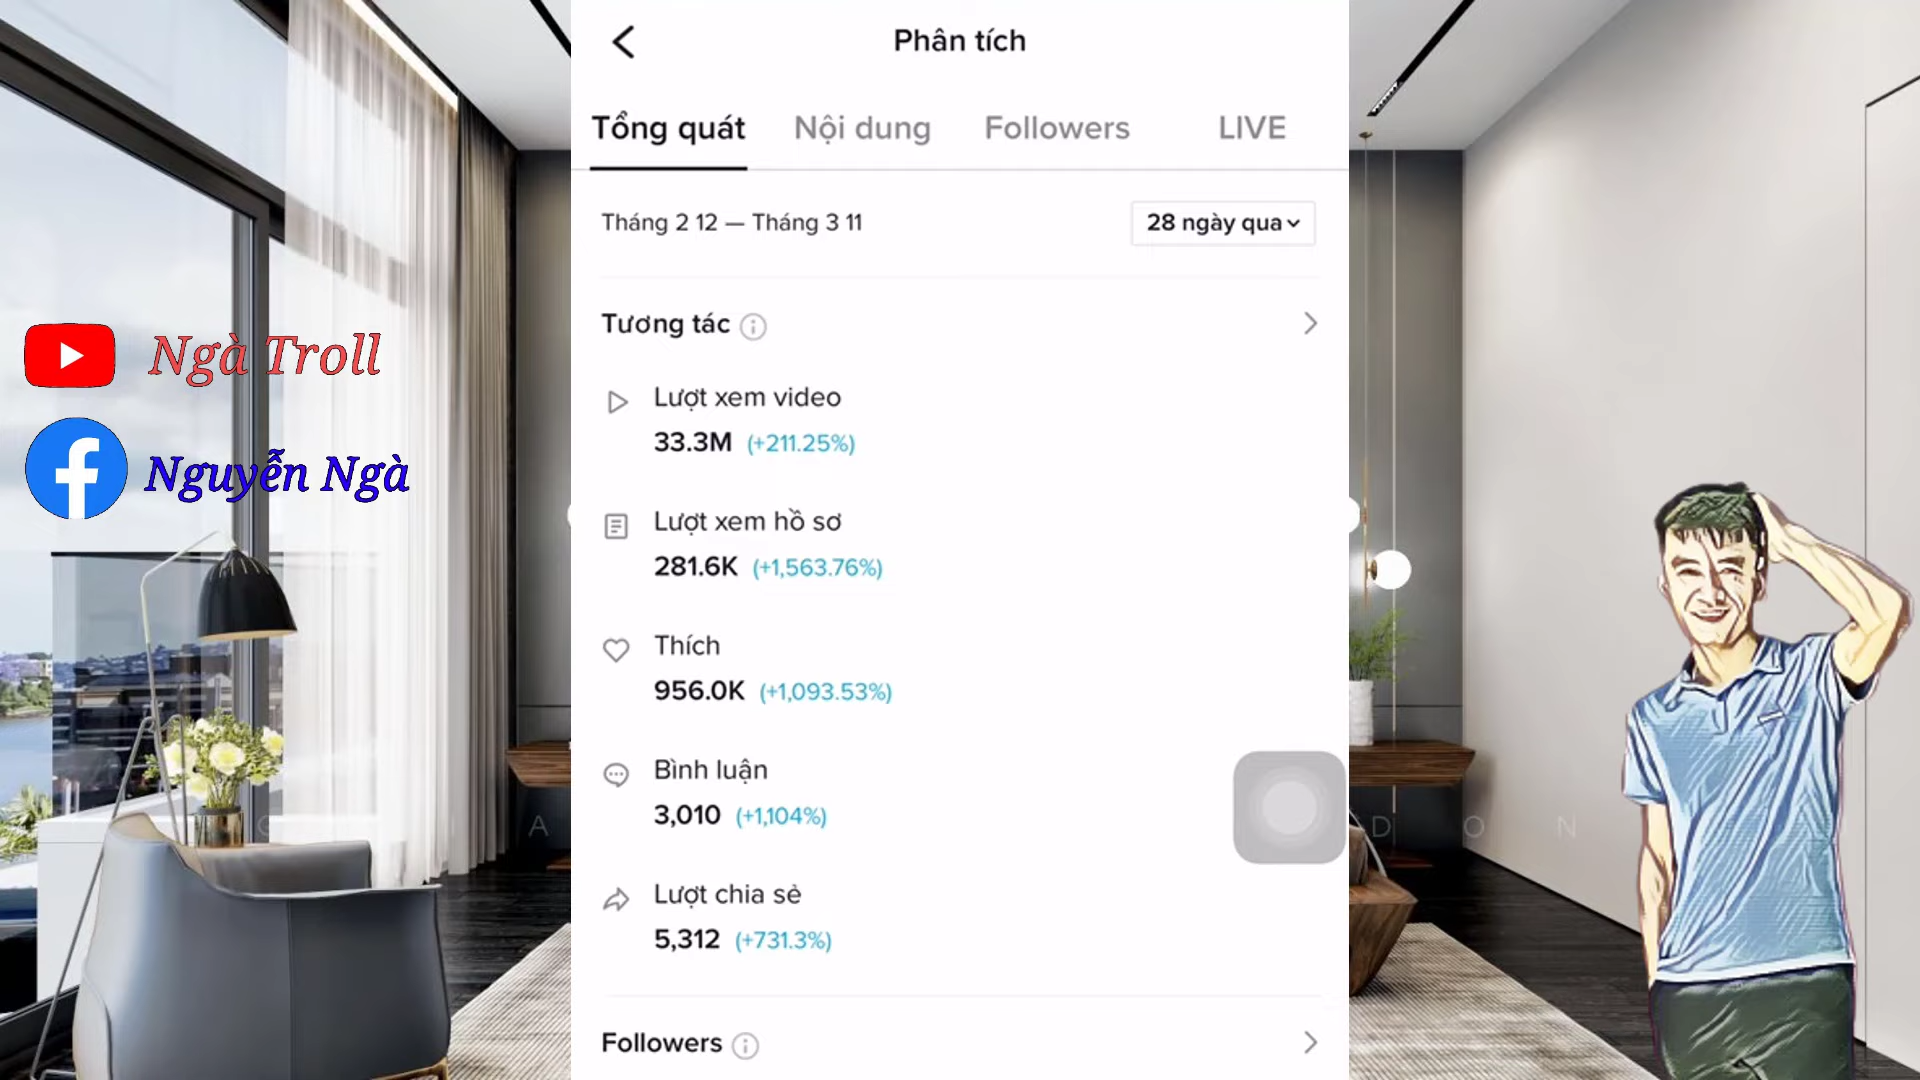 Phân tích
Tổng quát Nội dung Followers LIVE
Tháng 2 12 — Tháng 3 11
28 ngày qua
Tương tác
Lượt xem video
33.3M (+211.25%)
Lượt xem hồ sơ
281.6K (+1,563.76%)
Thích
956.0K (+1,093.53%)
Bình luận
3,010 (+1,104%)
Lượt chia sẻ
5,312 (+731.3%)
Followers
Ngà Troll
Nguyễn Ngà